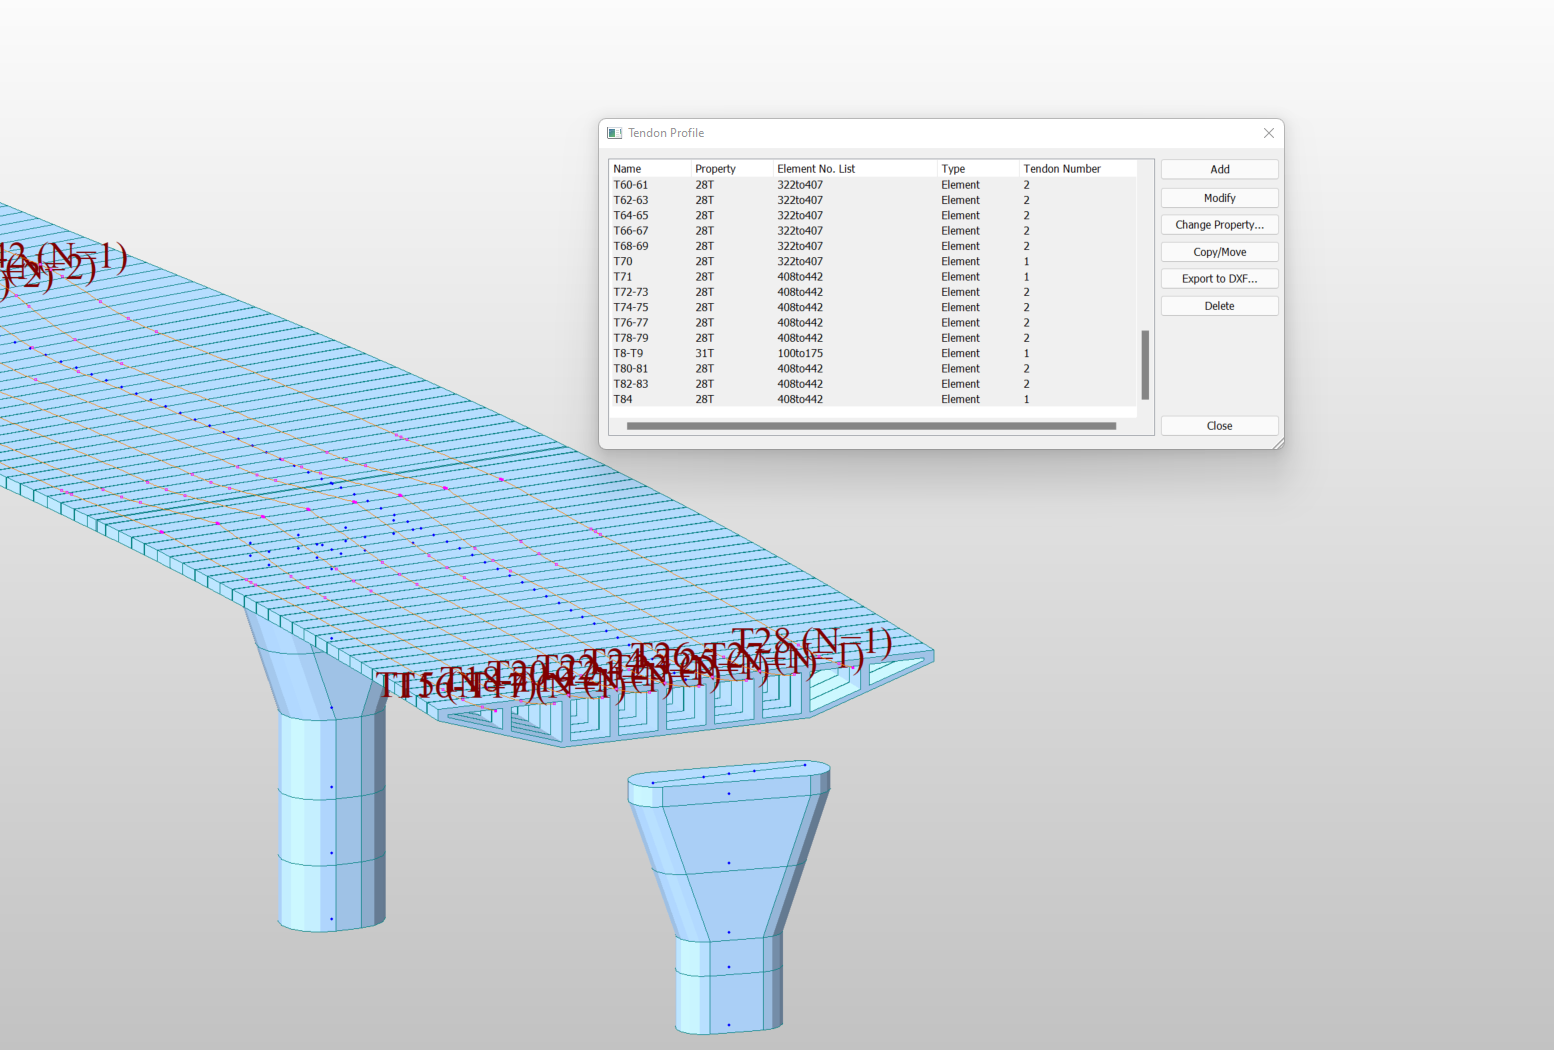 Tendon Profile
Name Property Element No. List Type Tendon Number
T60-61 28T 322to407 Element 2
T62-63 28T 322to407 Element 2
T64-65 28T 322to407 Element 2
T66-67 28T 322to407 Element 2
T68-69 28T 322to407 Element 2
T70 28T 322to407 Element 1
T71 28T 408to442 Element 1
T72-73 28T 408to442 Element 2
T74-75 28T 408to442 Element 2
T76-77 28T 408to442 Element 2
T78-79 28T 408to442 Element 2
T8-T9 31T 100to175 Element 1
T80-81 28T 408to442 Element 2
T82-83 28T 408to442 Element 2
T84 28T 408to442 Element 1
Add
Modify
Change Property...
Copy/Move
Export to DXF...
Delete
Close
(N=1)
T28 (N=1)